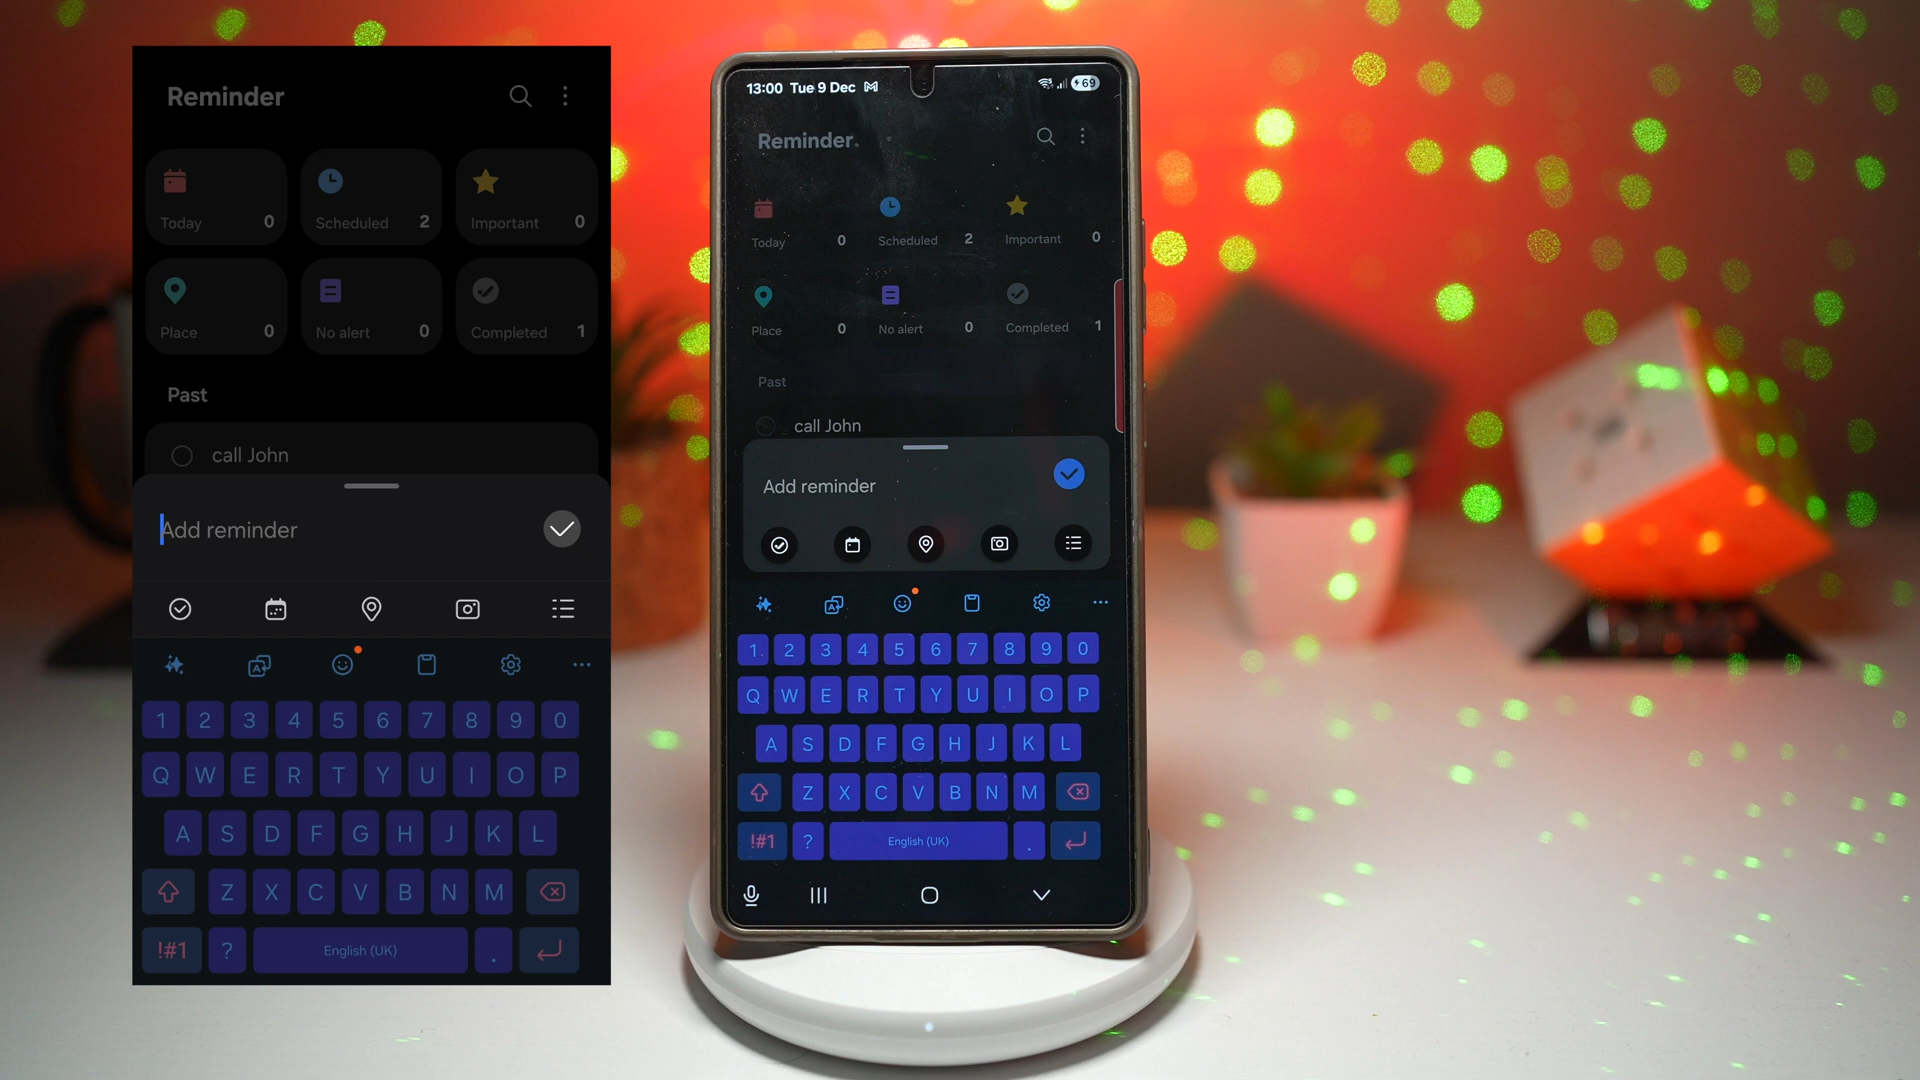 Reminder
Today 0
Scheduled 2
Important 0
Place 0
No alert 0
Completed 1
Past
call John
Add reminder
1 2 3 4 5 6 7 8 9 0
Q W E R T Y U I O P
A S D F G H J K L
Z X C V B N M
!#1 ? English (UK) .
13:00 Tue 9 Dec 69
Reminder
Today 0
Scheduled 2
Important 0
Place 0
No alert 0
Completed 1
Past
call John
Add reminder
1 2 3 4 5 6 7 8 9 0
Q W E R T Y U I O P
A S D F G H J K L
Z X C V B N M
!#1 ? English (UK) .